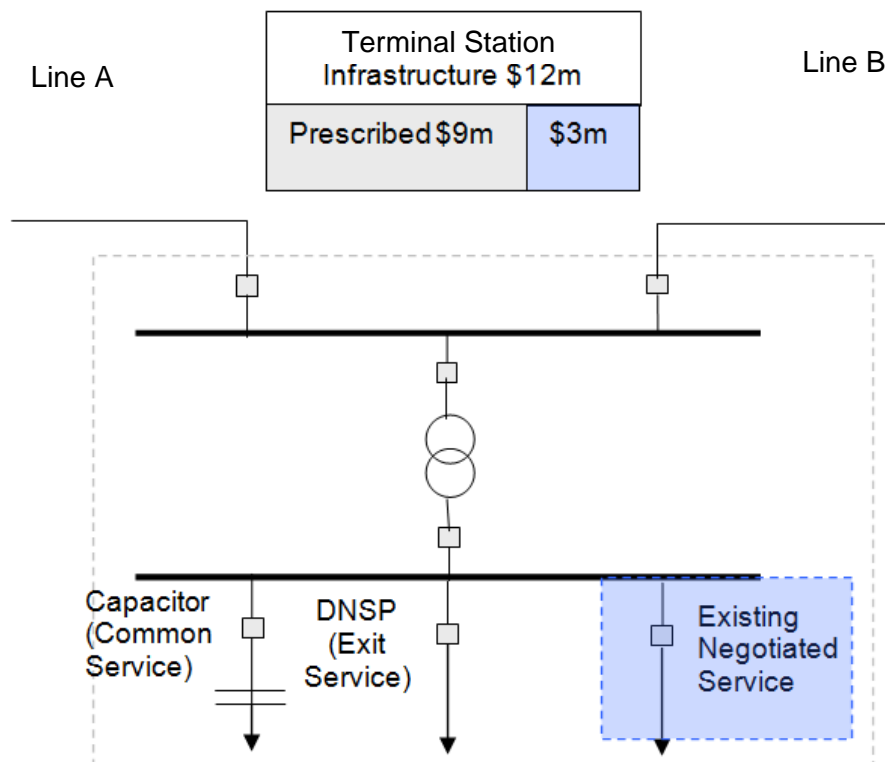 Line A
Terminal Station
Infrastructure $12m
Line B
Prescribed $9m
$3m
Capacitor
(Common
Service)
DNSP
(Exit
Service)
Existing
Negotiated
Service